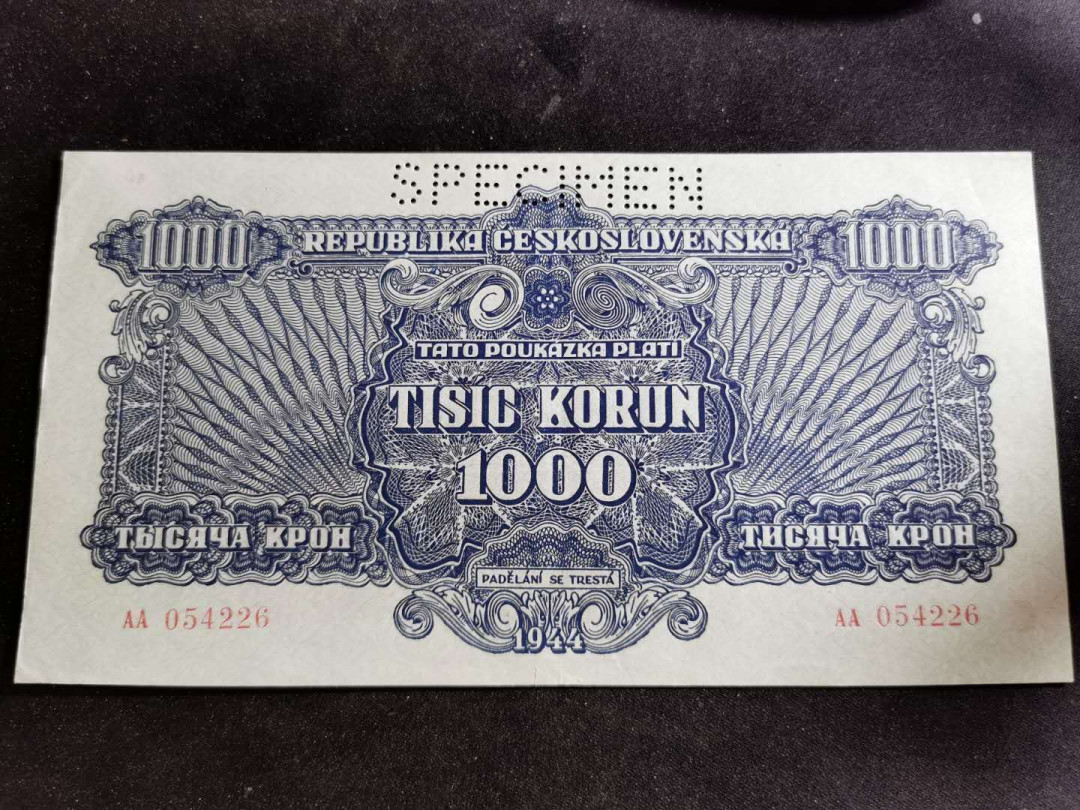 SPECIMEN
1000 REPUBLIKA ČESKOSLOVENSKÁ 1000
TATO POUKÁZKA PLATÍ
TISÍC KORUN
1000
ТЫСЯЧА КРОН ТИСЯЧА КРОН
PADĚLÁNÍ SE TRESTÁ
AA 054226 AA 054226
1944